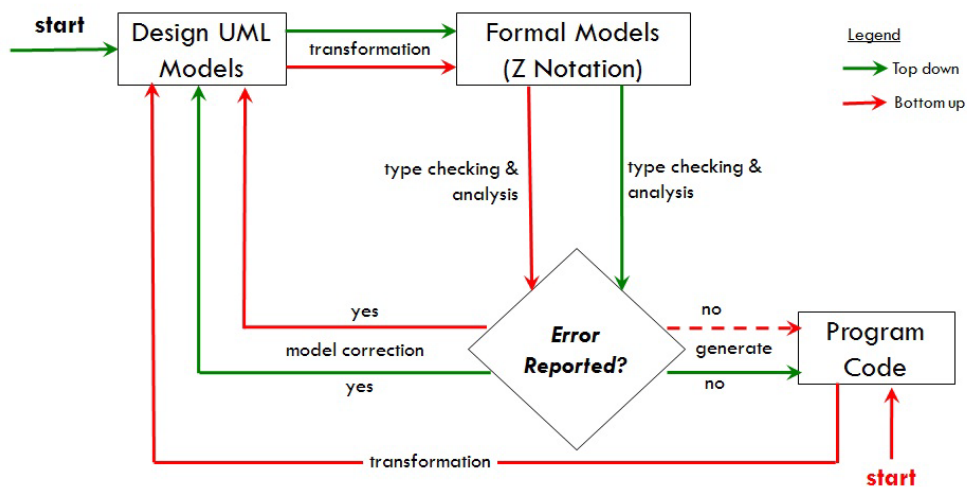 start
Design UML
Models
transformation
Formal Models
(Z Notation)
Legend
Top down
Bottom up
type checking &
analysis
type checking &
analysis
yes
model correction
yes
Error
Reported?
no
generate
no
Program
Code
transformation
start